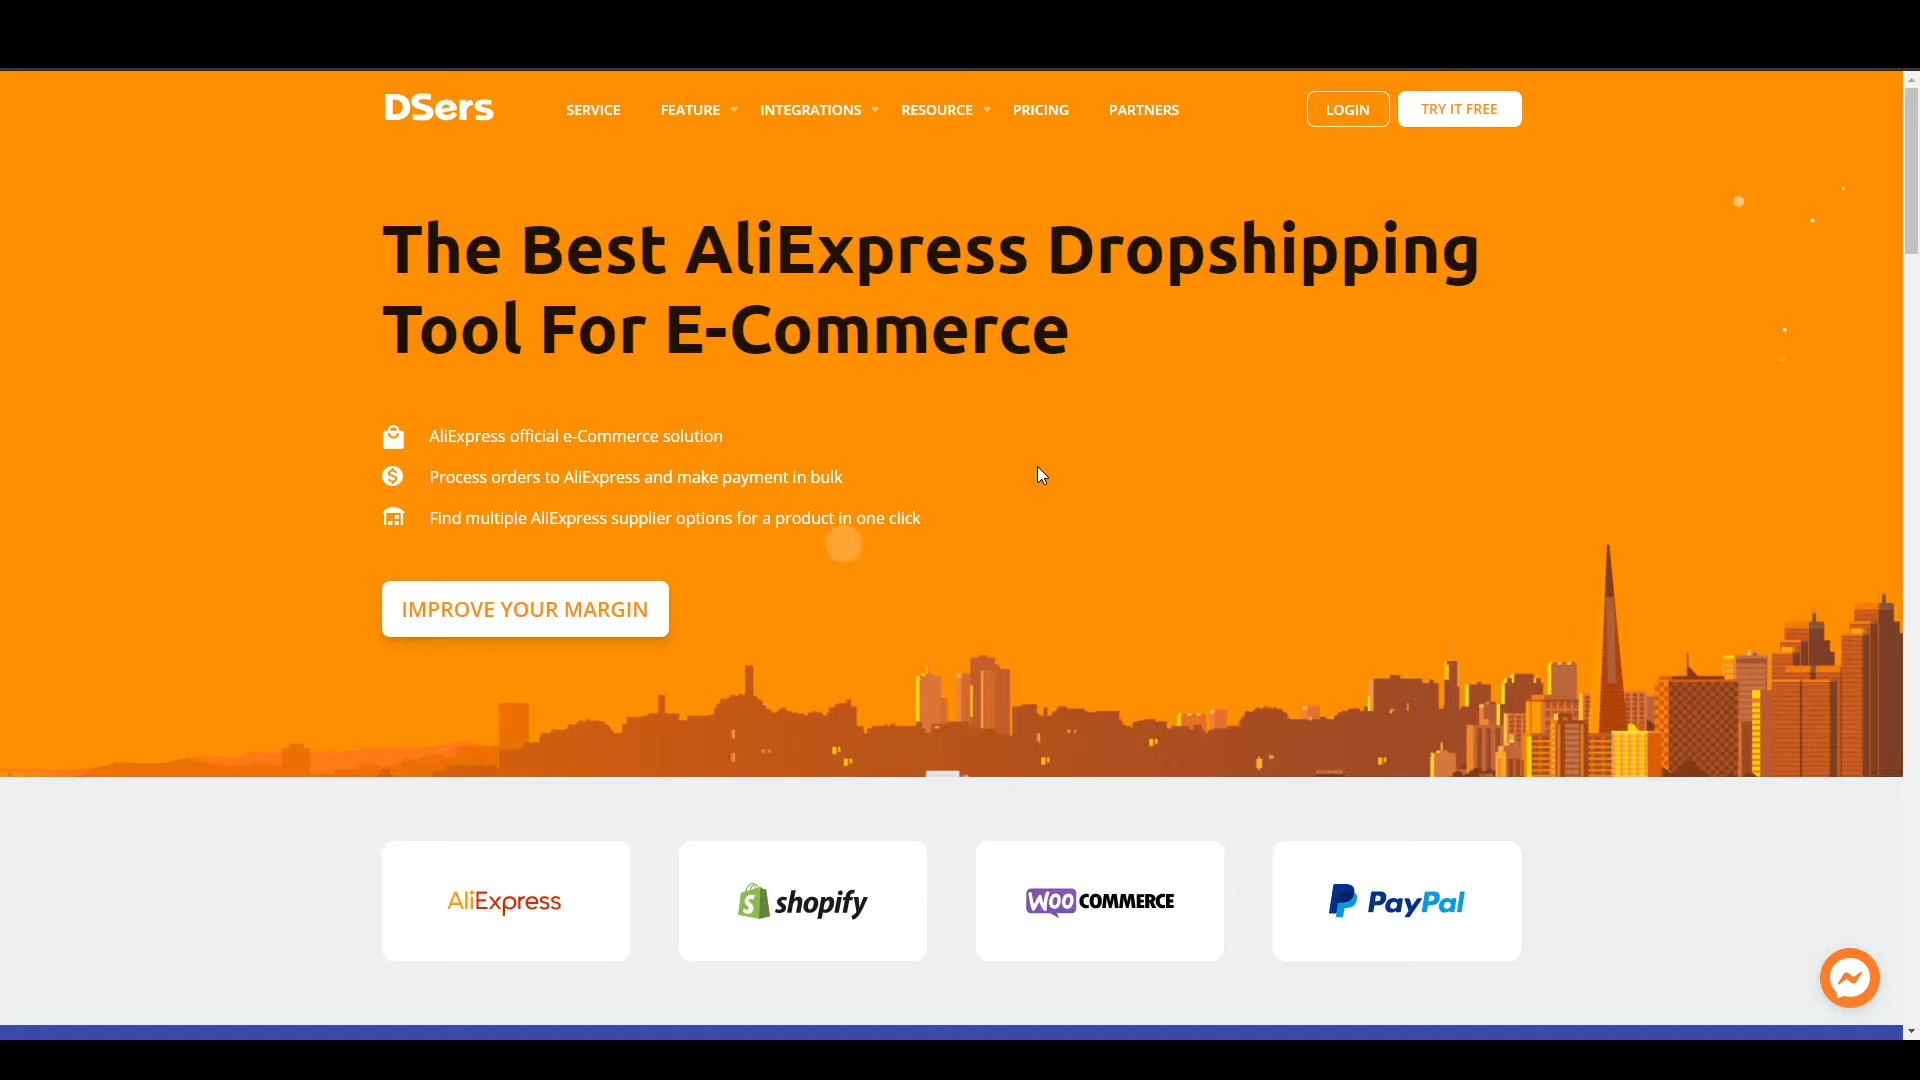 DSers SERVICE FEATURE INTEGRATIONS RESOURCE PRICING PARTNERS LOGIN TRY IT FREE
The Best AliExpress Dropshipping
Tool For E-Commerce
AliExpress official e-Commerce solution
Process orders to AliExpress and make payment in bulk
Find multiple AliExpress supplier options for a product in one click
IMPROVE YOUR MARGIN
AliExpress shopify WOO COMMERCE PayPal